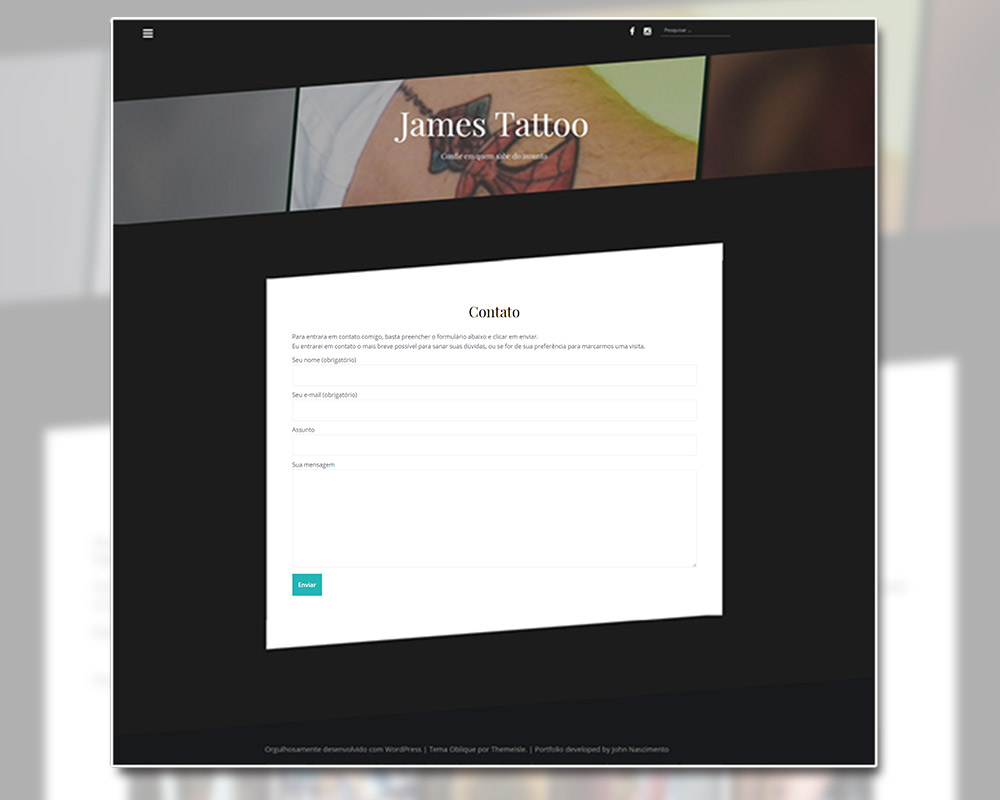 Pesquisar ...
James Tattoo
Confie em quem sabe do assunto
Contato
Para entrara em contato comigo, basta preencher o formulário abaixo e clicar em enviar.
Eu entrarei em contato o mais breve possível para sanar suas dúvidas, ou se for de sua preferência para marcarmos uma visita.
Seu nome (obrigatório)
Seu e-mail (obrigatório)
Assunto
Sua mensagem
Enviar
Orgulhosamente desenvolvido com WordPress | Tema Oblique por Themeisle. | Portfolio developed by John Nascimento